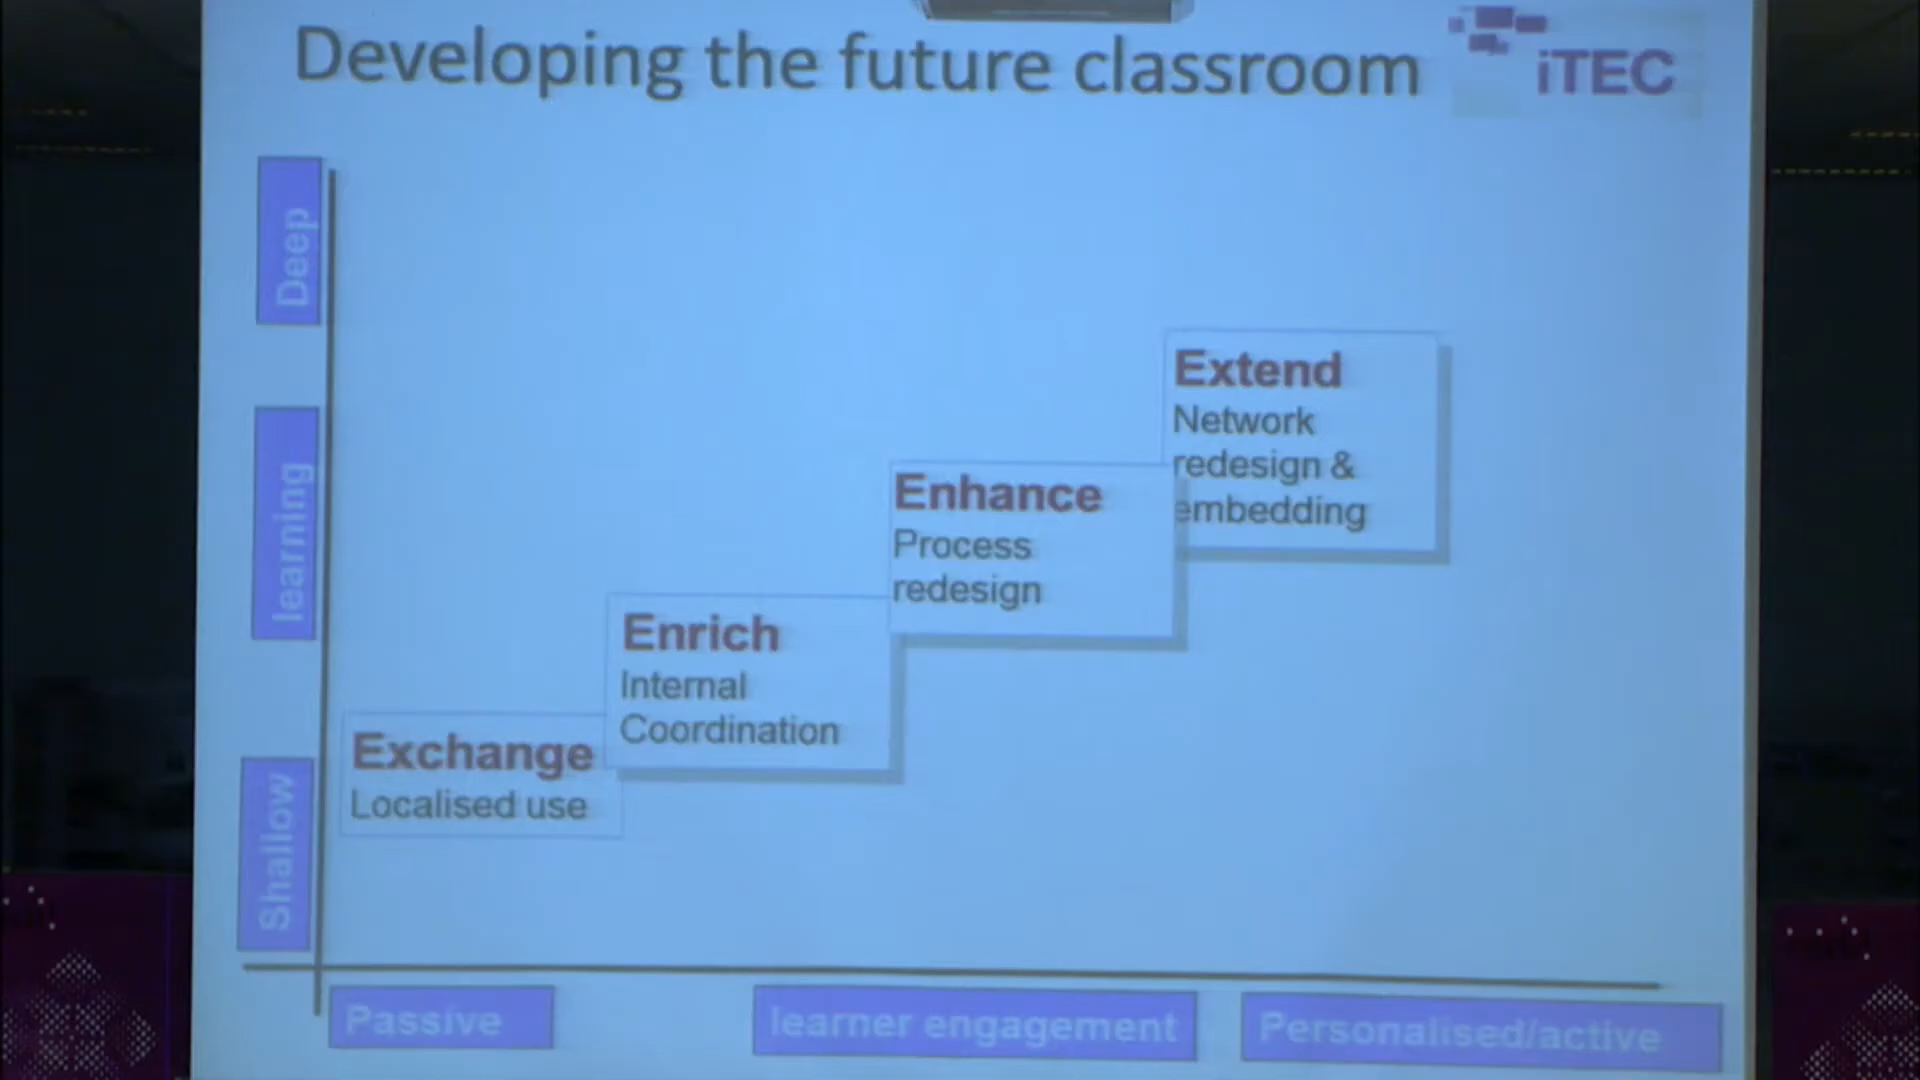 Developing the future classroom
iTEC
Deep
learning
Shallow
Extend
Network
redesign &
embedding
Enhance
Process
redesign
Enrich
Internal
Coordination
Exchange
Localised use
Passive
learner engagement
Personalised/active